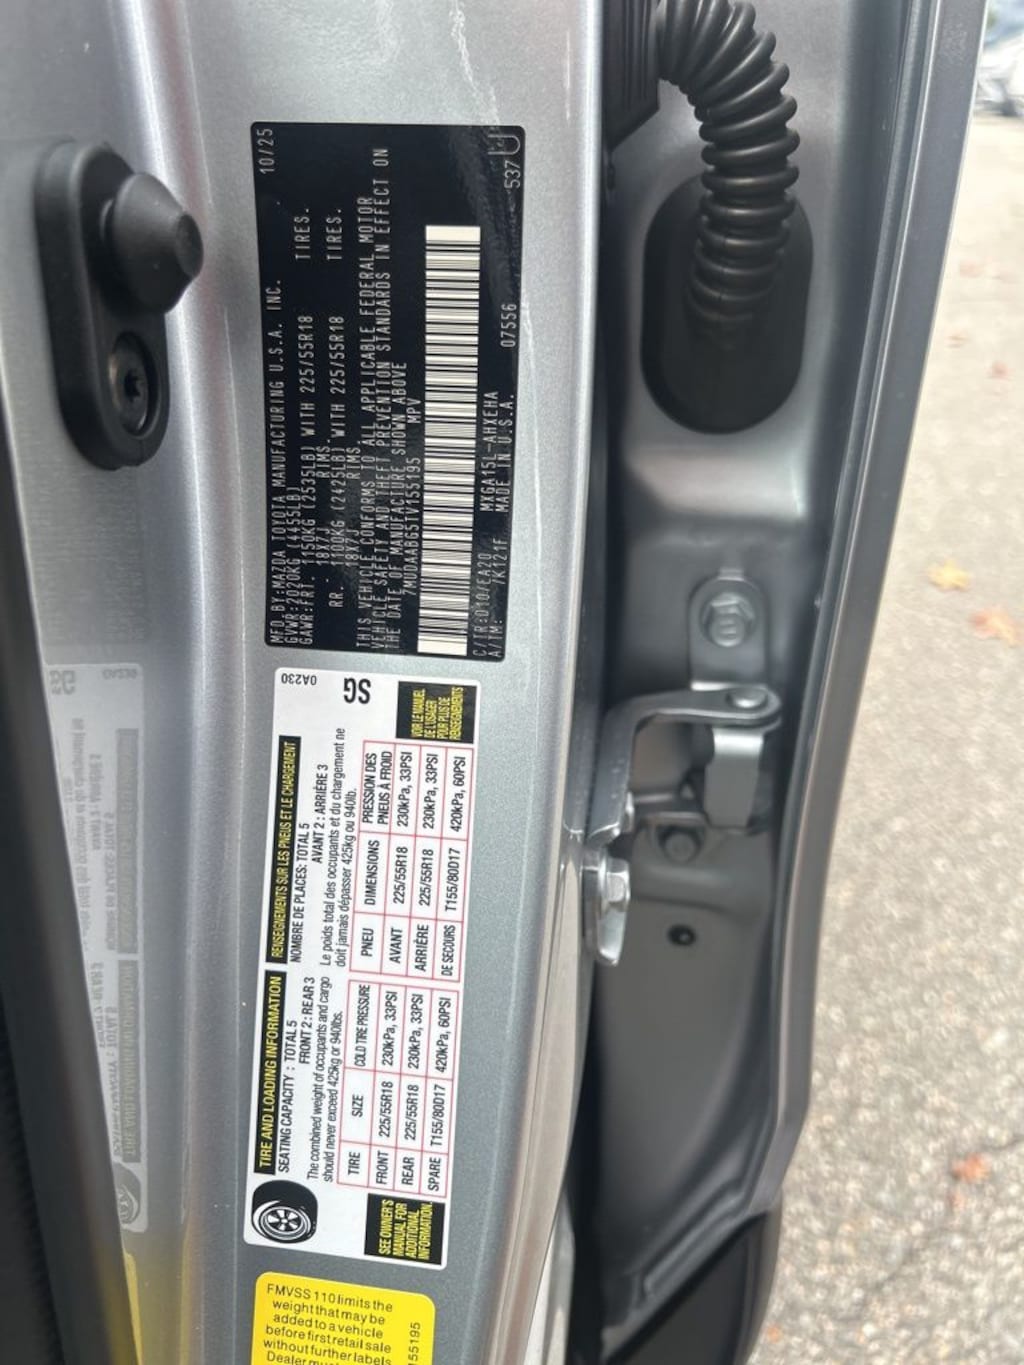 MFD.BY:MAZDA TOYOTA MANUFACTURING U.S.A. INC. 10/25
GVWR:2020KG (4455LB)
GAWR:FRT. 1150KG (2535LB) WITH 225/55R18 TIRES.
18X7J RIMS.
RR. 1100KG (2425LB) WITH 225/55R18 TIRES.
18X7J RIMS
THIS VEHICLE CONFORMS TO ALL APPLICABLE FEDERAL MOTOR
VEHICLE SAFETY AND THEFT PREVENTION STANDARDS IN EFFECT ON
THE DATE OF MANUFACTURE SHOWN ABOVE
7MUDAABG5TV155195 MPV
C/TR:D10/EA20 MXGA15L-AHXEHA 07556 537 U
A/TM: 7K121F MADE IN U.S.A.
TIRE AND LOADING INFORMATION
SEATING CAPACITY : TOTAL 5
FRONT 2 : REAR 3
The combined weight of occupants and cargo
should never exceed 425kg or 940lbs.
TIRE SIZE COLD TIRE PRESSURE
FRONT 225/55R18 230kPa, 33PSI
REAR 225/55R18 230kPa, 33PSI
SPARE T155/80D17 420kPa, 60PSI
SEE OWNER'S
MANUAL FOR
ADDITIONAL
INFORMATION
RENSEIGNEMENTS SUR LES PNEUS ET LE CHARGEMENT
NOMBRE DE PLACES: TOTAL 5
AVANT 2 : ARRIÈRE 3
Le poids total des occupants et du chargement ne
doit jamais dépasser 425kg ou 940lb.
PNEU DIMENSIONS PRESSION DES
PNEUS À FROID
AVANT 225/55R18 230kPa, 33PSI
ARRIÈRE 225/55R18 230kPa, 33PSI
DE SECOURS T155/80D17 420kPa, 60PSI
VOIR LE MANUEL
DE L'USAGER
POUR PLUS DE
RENSEIGNEMENTS
0A230
SG
FMVSS 110 limits the
weight that may be
added to a vehicle
before first retail sale
without further labels
Dealer
155195